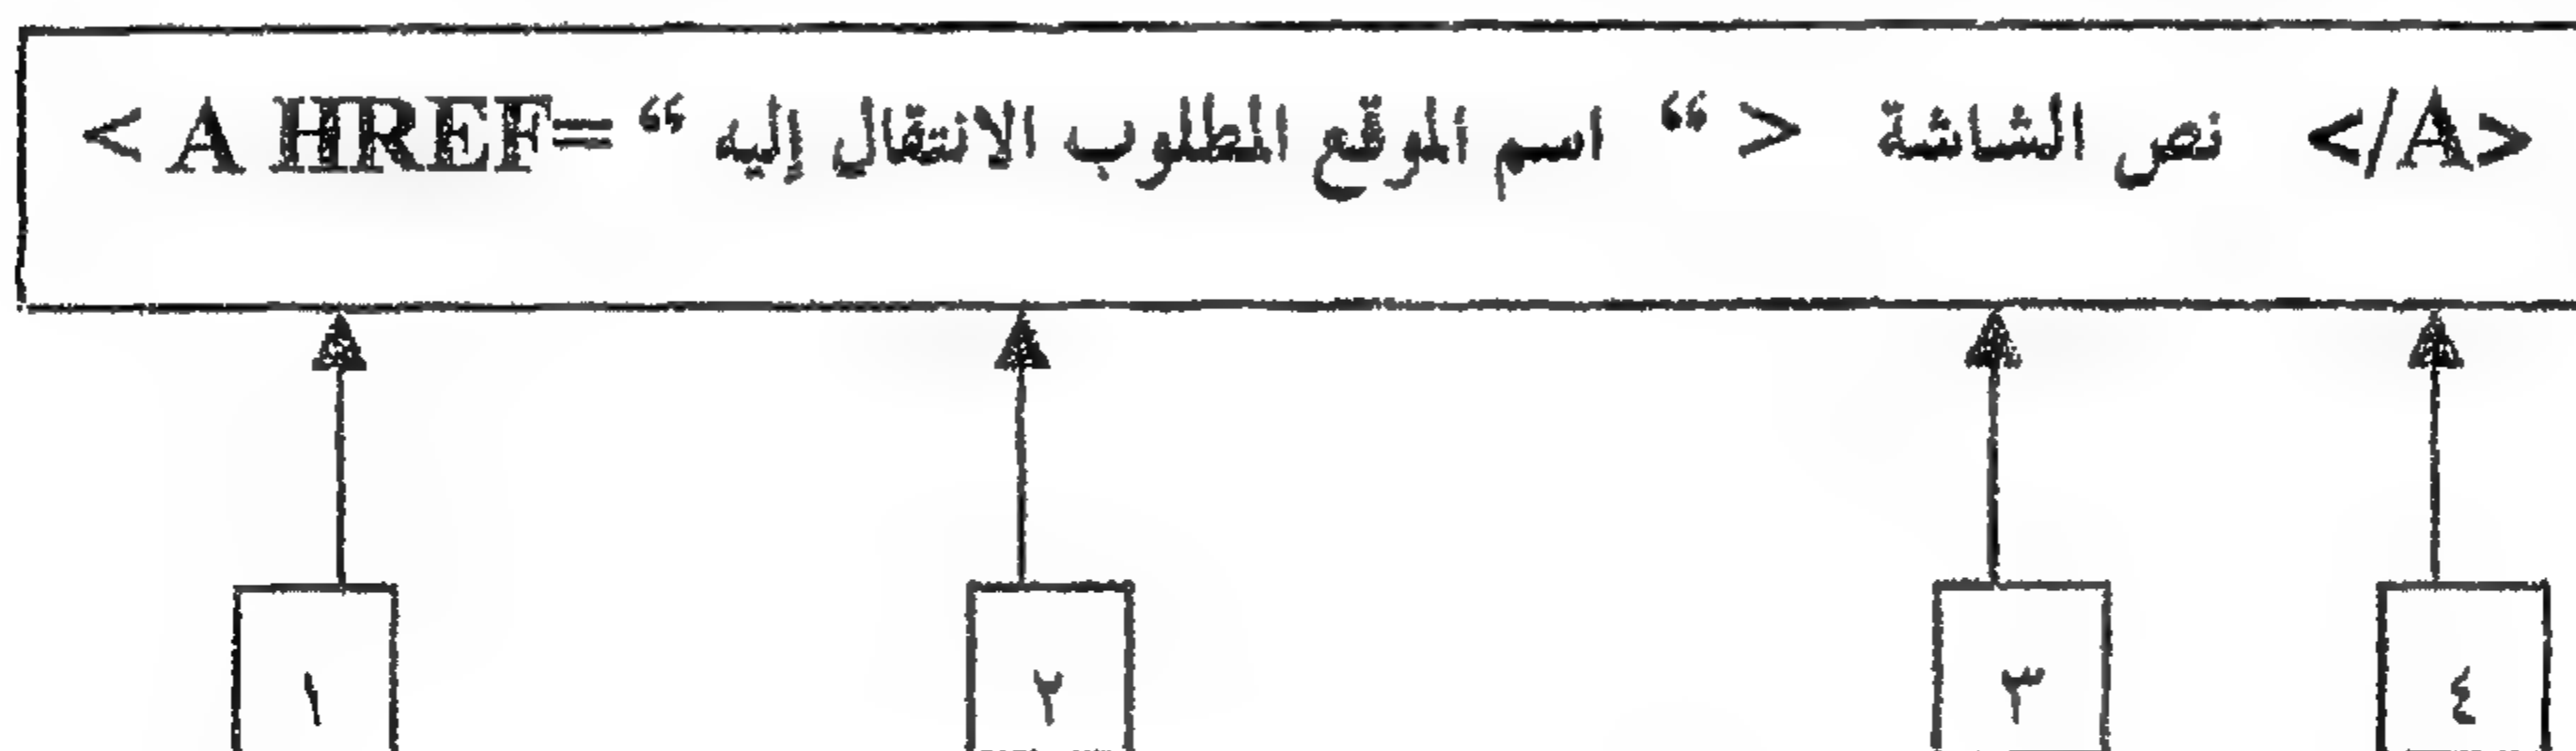 < A HREF= “ اسم الموقع المطلوب الانتقال إليه “ > نص الشاشة </A>
١ ٢ ٣ ٤